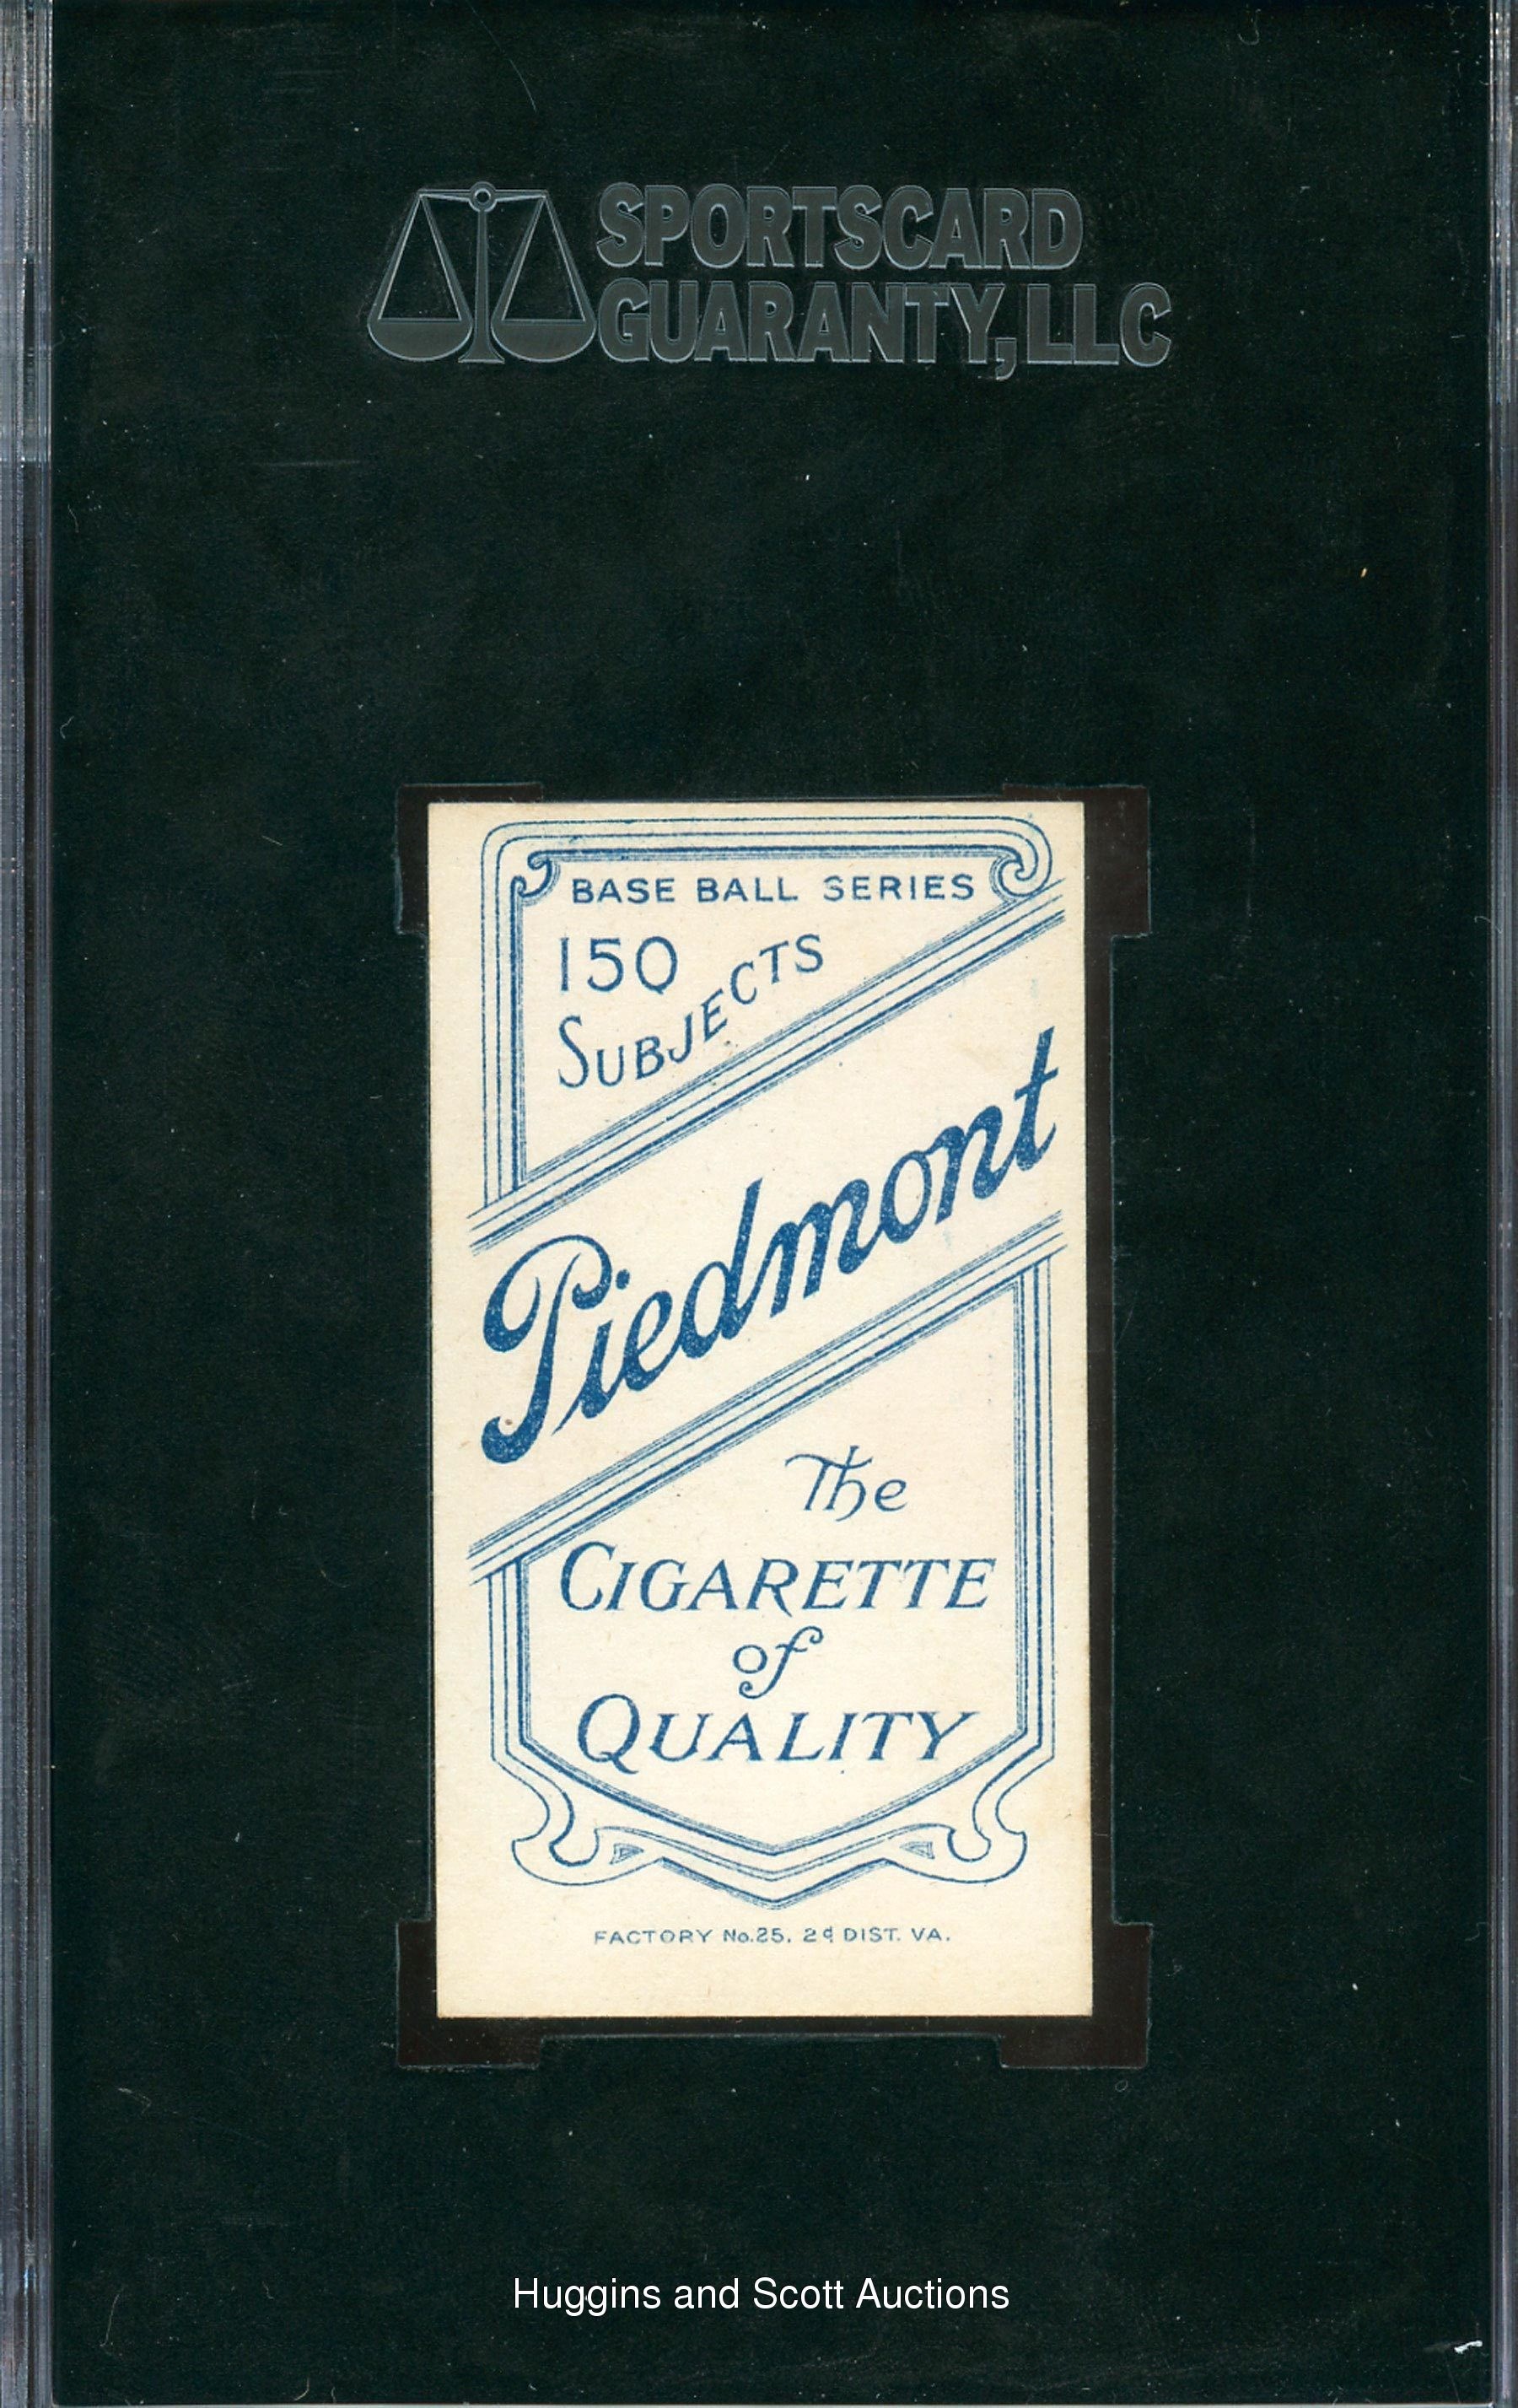 SPORTSCARD
GUARANTY, LLC
BASE BALL SERIES
150
SUBJECTS
Piedmont
The
CIGARETTE
of
QUALITY
FACTORY No.25. 2d DIST. VA.
Huggins and Scott Auctions